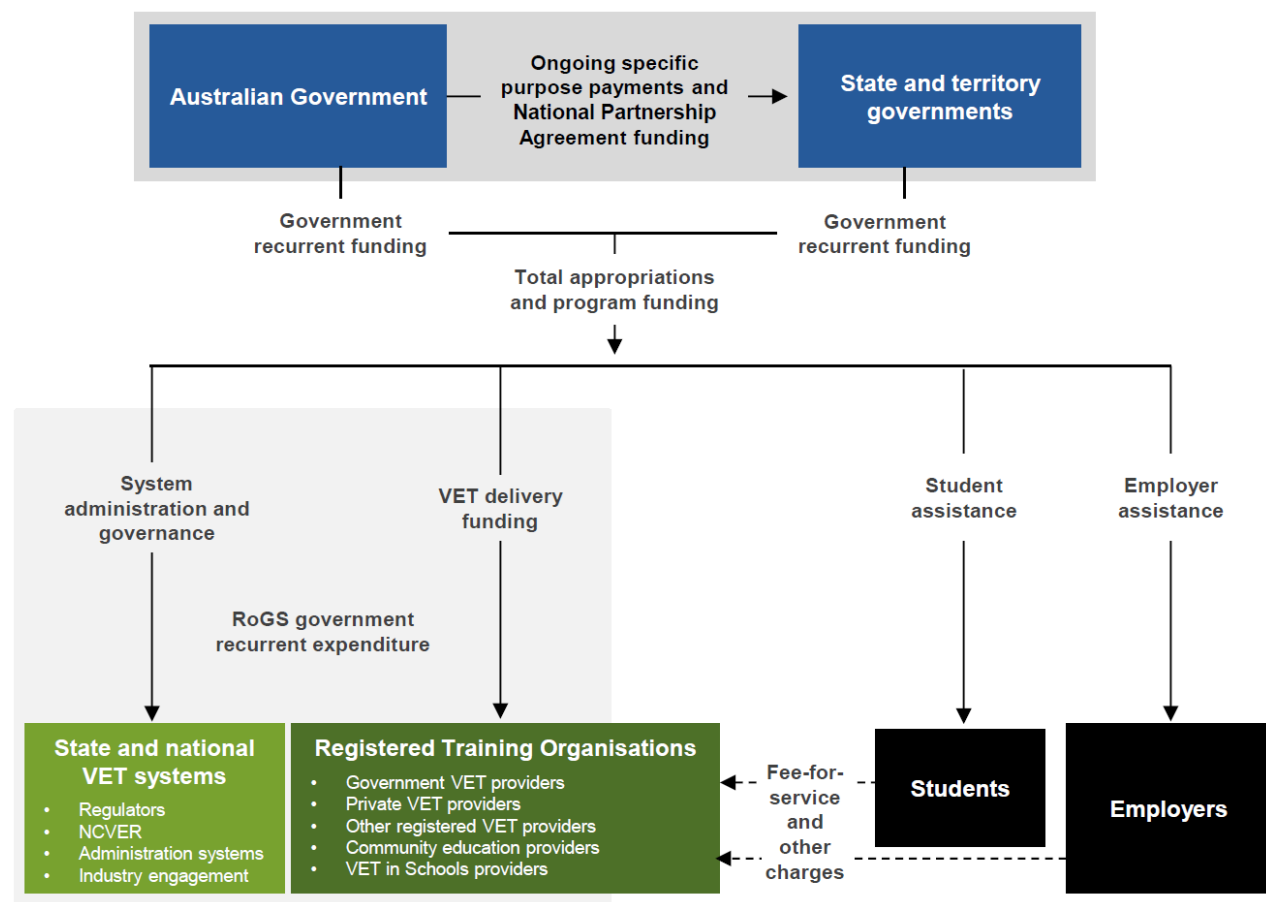 Australian Government
Ongoing specific
purpose payments and
National Partnership
Agreement funding
State and territory
governments
Government
recurrent funding
Government
recurrent funding
Total appropriations
and program funding
System
administration and
governance
VET delivery
funding
Student
assistance
Employer
assistance
RoGS government
recurrent expenditure
State and national
VET systems
• Regulators
• NCVER
• Administration systems
• Industry engagement
Registered Training Organisations
• Government VET providers
• Private VET providers
• Other registered VET providers
• Community education providers
• VET in Schools providers
Fee-for-
service
and
other
charges
Students
Employers